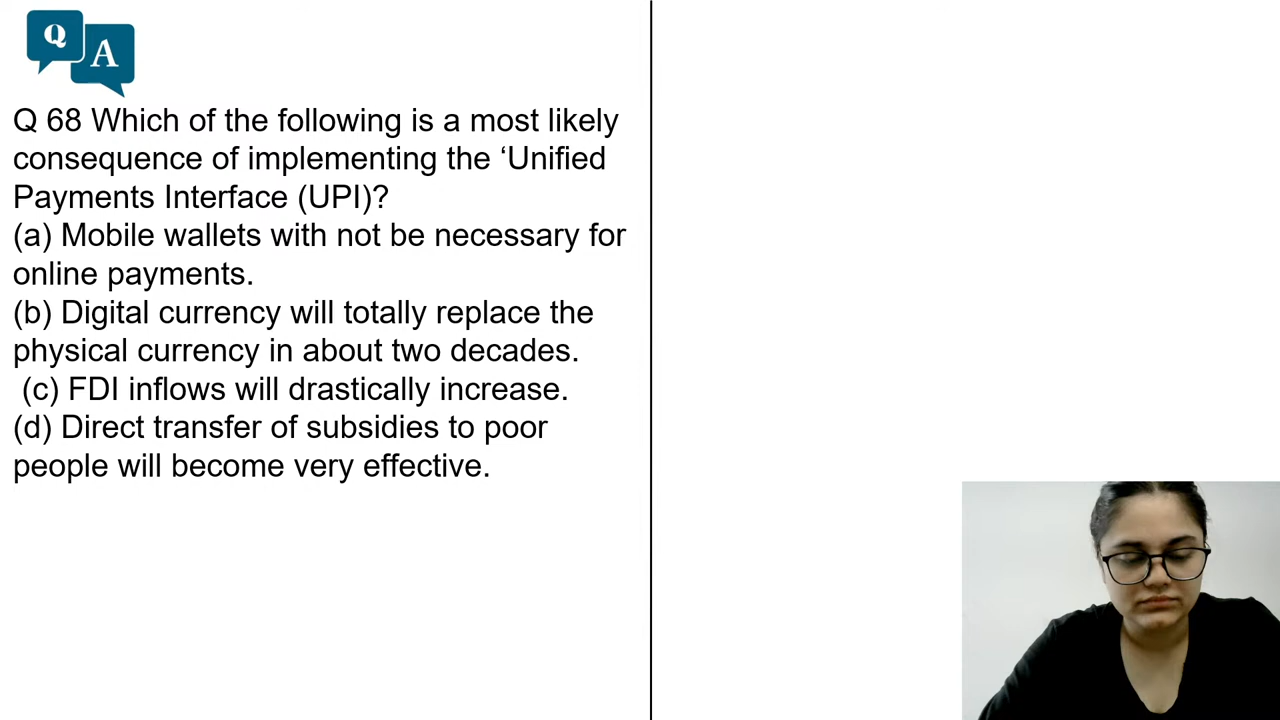 Q
A
Q 68 Which of the following is a most likely
consequence of implementing the ‘Unified
Payments Interface (UPI)?
(a) Mobile wallets with not be necessary for
online payments.
(b) Digital currency will totally replace the
physical currency in about two decades.
(c) FDI inflows will drastically increase.
(d) Direct transfer of subsidies to poor
people will become very effective.